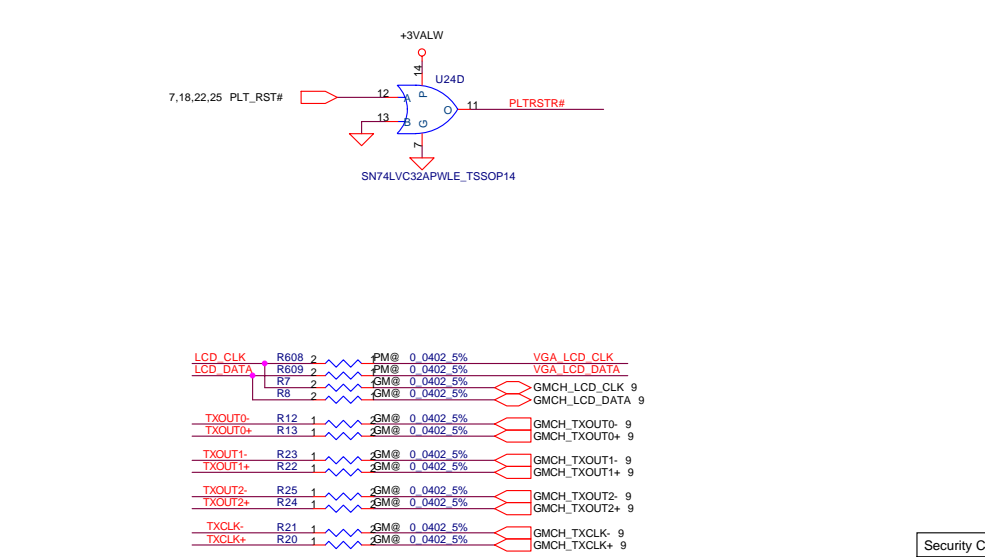 +3VALW
14
U24D
7,18,22,25 PLT_RST#
12
A
P
O
11
PLTRSTR#
13
B
G
7
SN74LVC32APWLE_TSSOP14
LCD_CLK R608 2 1 PM@ 0_0402_5% VGA_LCD_CLK
LCD_DATA R609 2 1 PM@ 0_0402_5% VGA_LCD_DATA
R7 2 1 GM@ 0_0402_5% GMCH_LCD_CLK 9
R8 2 1 GM@ 0_0402_5% GMCH_LCD_DATA 9
TXOUT0- R12 1 2 GM@ 0_0402_5% GMCH_TXOUT0- 9
TXOUT0+ R13 1 2 GM@ 0_0402_5% GMCH_TXOUT0+ 9
TXOUT1- R23 1 2 GM@ 0_0402_5% GMCH_TXOUT1- 9
TXOUT1+ R22 1 2 GM@ 0_0402_5% GMCH_TXOUT1+ 9
TXOUT2- R25 1 2 GM@ 0_0402_5% GMCH_TXOUT2- 9
TXOUT2+ R24 1 2 GM@ 0_0402_5% GMCH_TXOUT2+ 9
TXCLK- R21 1 2 GM@ 0_0402_5% GMCH_TXCLK- 9
TXCLK+ R20 1 2 GM@ 0_0402_5% GMCH_TXCLK+ 9
Security C